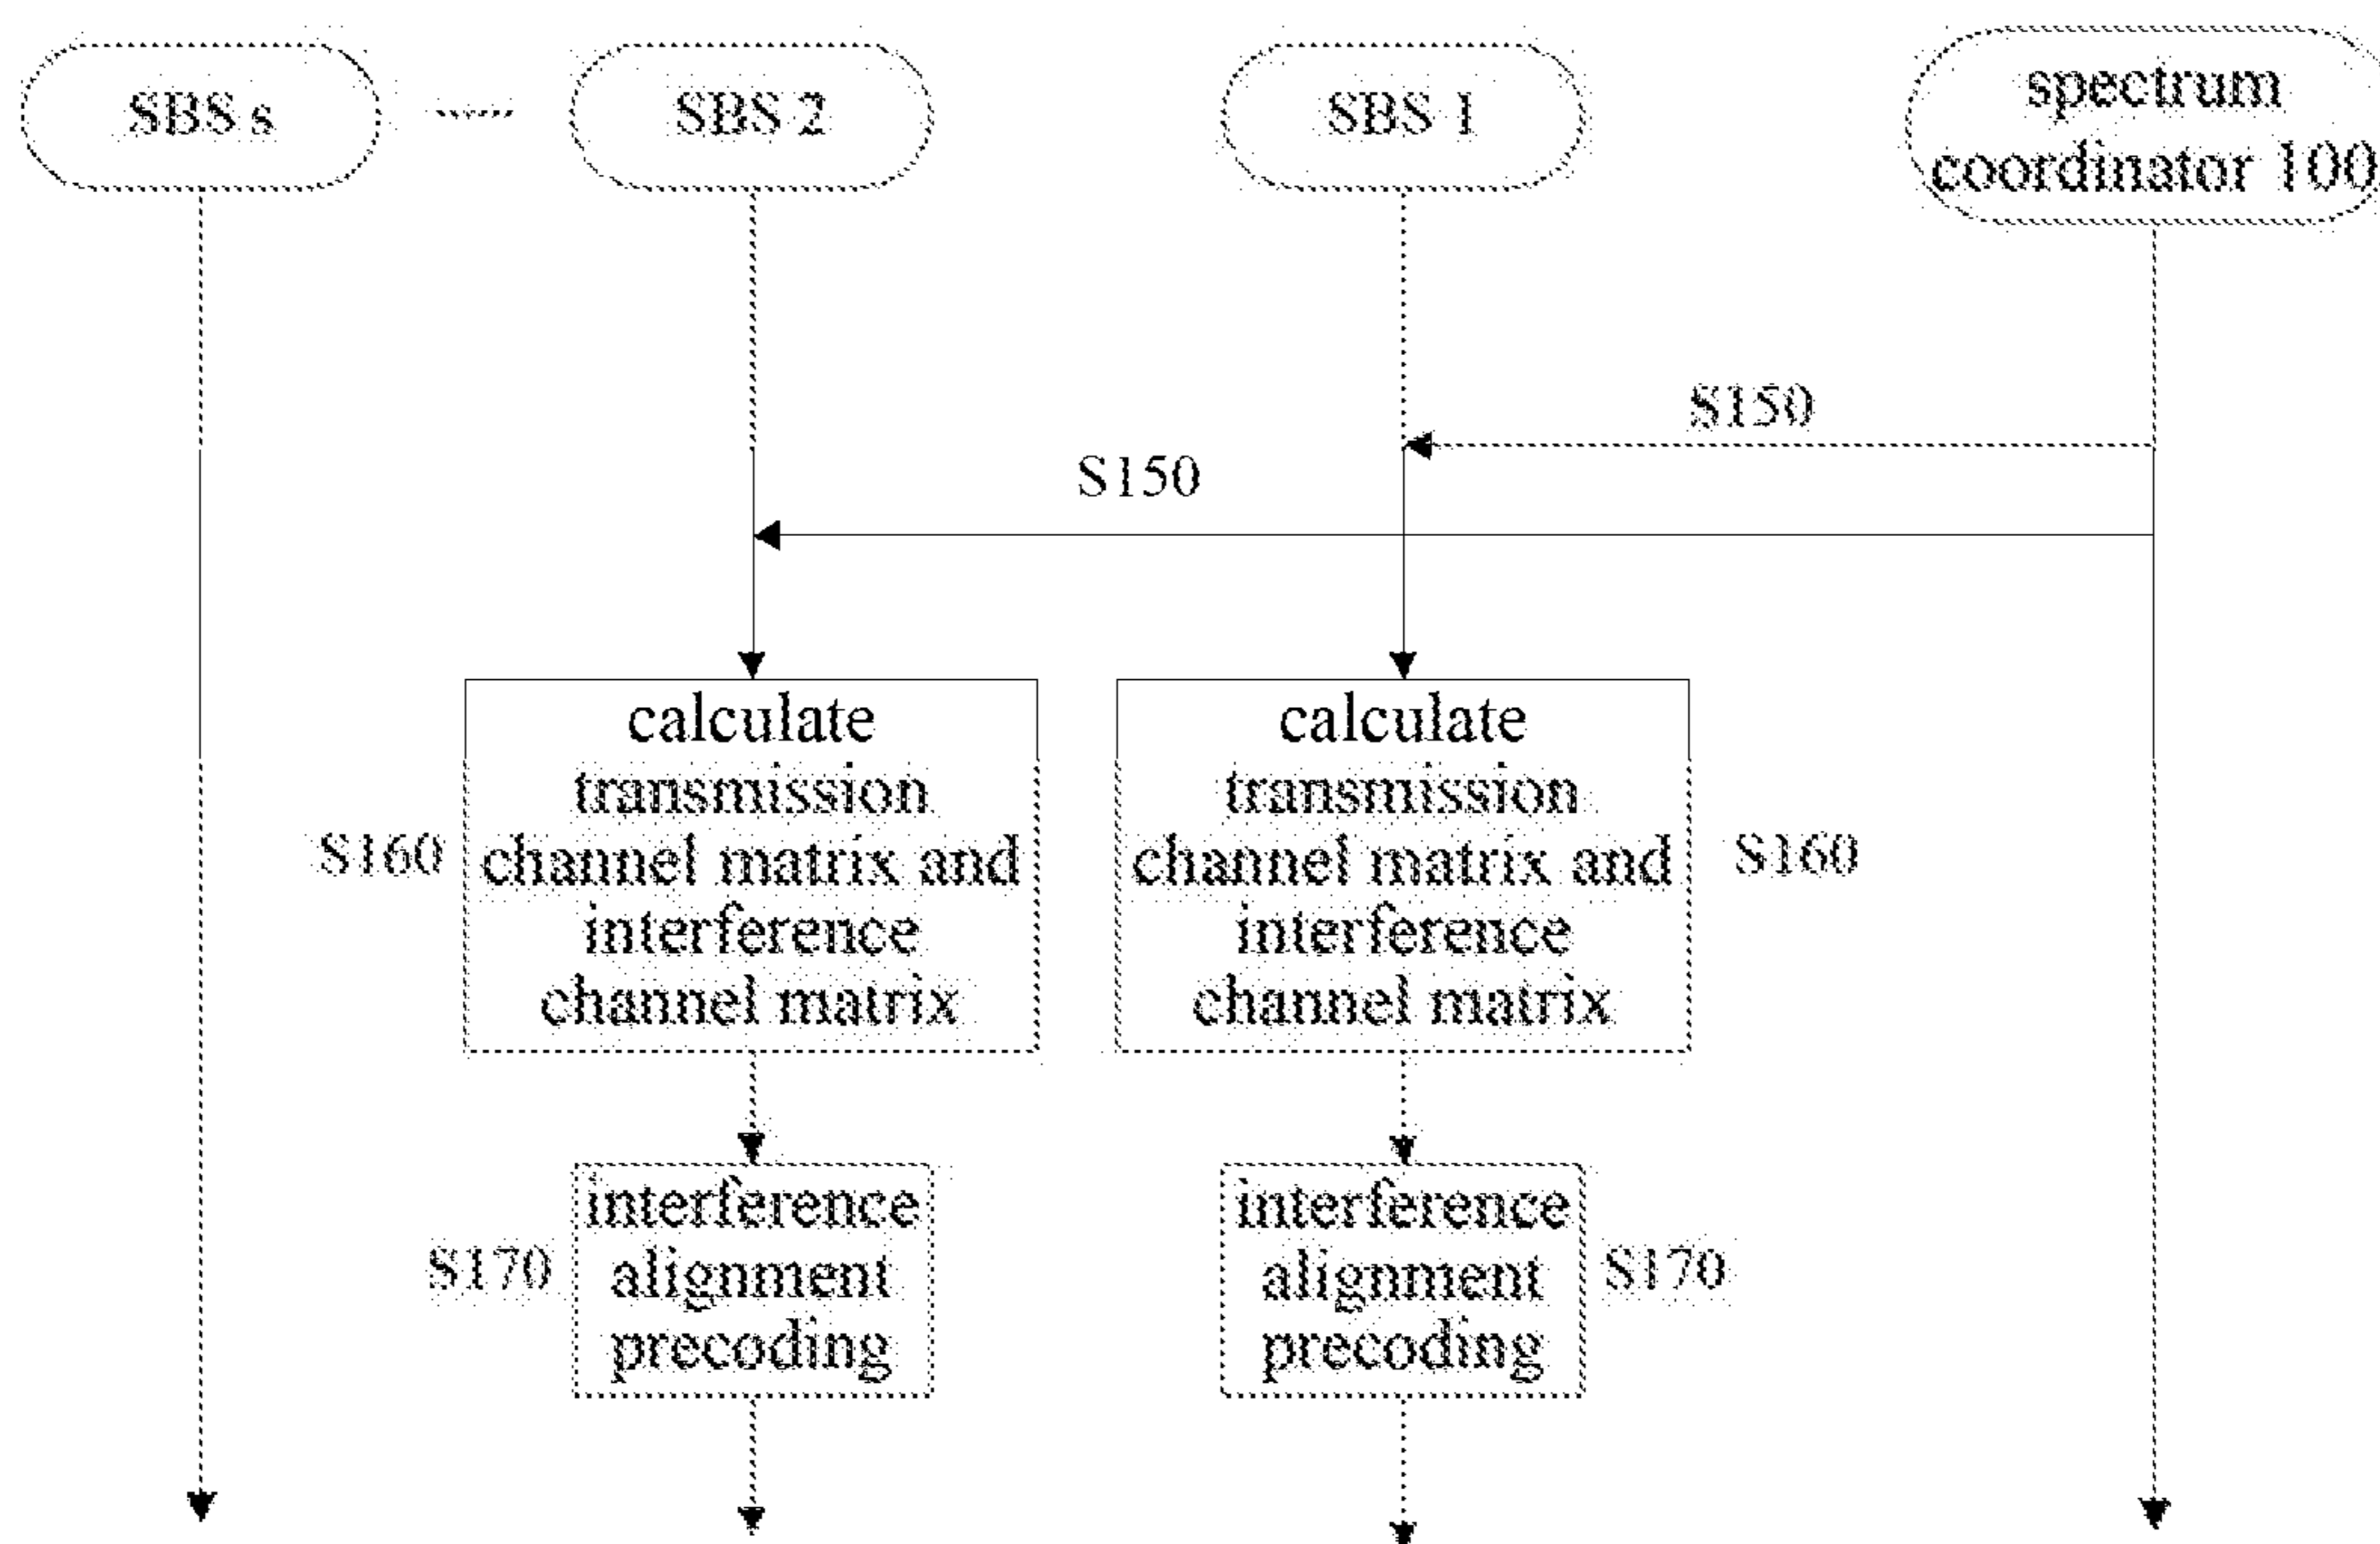 SBS s
SBS 2
SBS 1
spectrum
coordinator 100
S150
S150
calculate
transmission
channel matrix and
interference
channel matrix
S160
calculate
transmission
channel matrix and
interference
channel matrix
S160
interference
alignment
precoding
S170
interference
alignment
precoding
S170